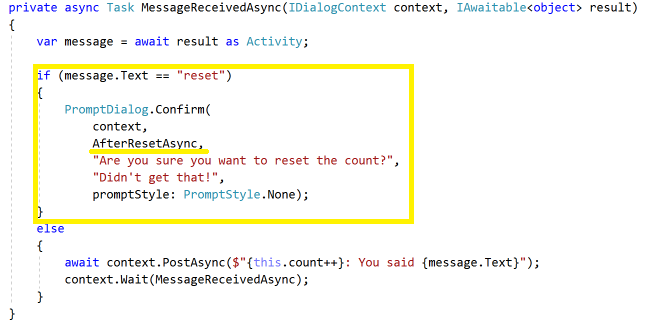 private async Task MessageReceivedAsync(IDialogContext context, IAwaitable<object> result)
{
var message = await result as Activity;
if (message.Text == "reset")
{
PromptDialog.Confirm(
context,
AfterResetAsync,
"Are you sure you want to reset the count?",
"Didn't get that!",
promptStyle: PromptStyle.None);
}
else
{
await context.PostAsync($"{this.count++}: You said {message.Text}");
context.Wait(MessageReceivedAsync);
}
}